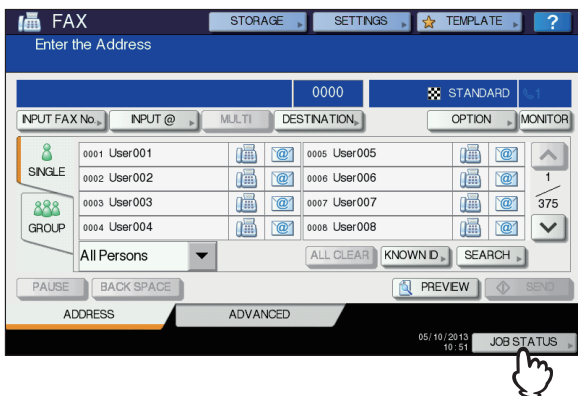 FAX STORAGE SETTINGS TEMPLATE ?
Enter the Address
0000 STANDARD 1
INPUT FAX No. INPUT @ MULTI DESTINATION OPTION MONITOR
SINGLE 0001 User001 @ 0005 User005 @
0002 User002 @ 0006 User006 @ 1
GROUP 0003 User003 @ 0007 User007 @ 375
0004 User004 @ 0008 User008 @
All Persons ALL CLEAR KNOWN ID SEARCH
PAUSE BACK SPACE PREVIEW SEND
ADDRESS ADVANCED
05/10/2013
10:51 JOB STATUS